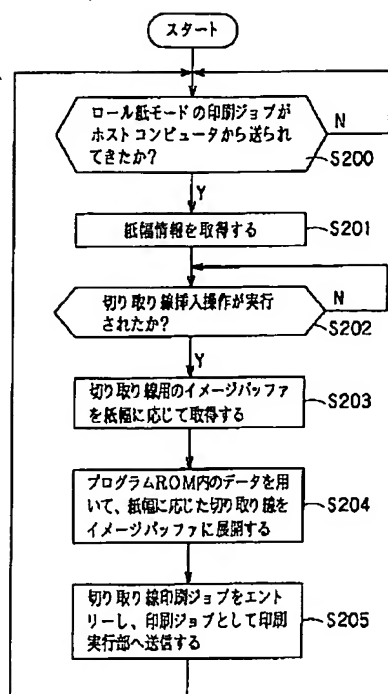 スタート
ロール紙モードの印刷ジョブが
ホストコンピュータから送られ
てきたか?
N
S200
Y
紙幅情報を取得する
S201
切り取り線挿入操作が実行
されたか?
N
S202
Y
切り取り線用のイメージバッファ
を紙幅に応じて取得する
S203
プログラムROM内のデータを用
いて、紙幅に応じた切り取り線を
イメージバッファに展開する
S204
切り取り線印刷ジョブをエント
リーし、印刷ジョブとして印刷
実行部へ送信する
S205